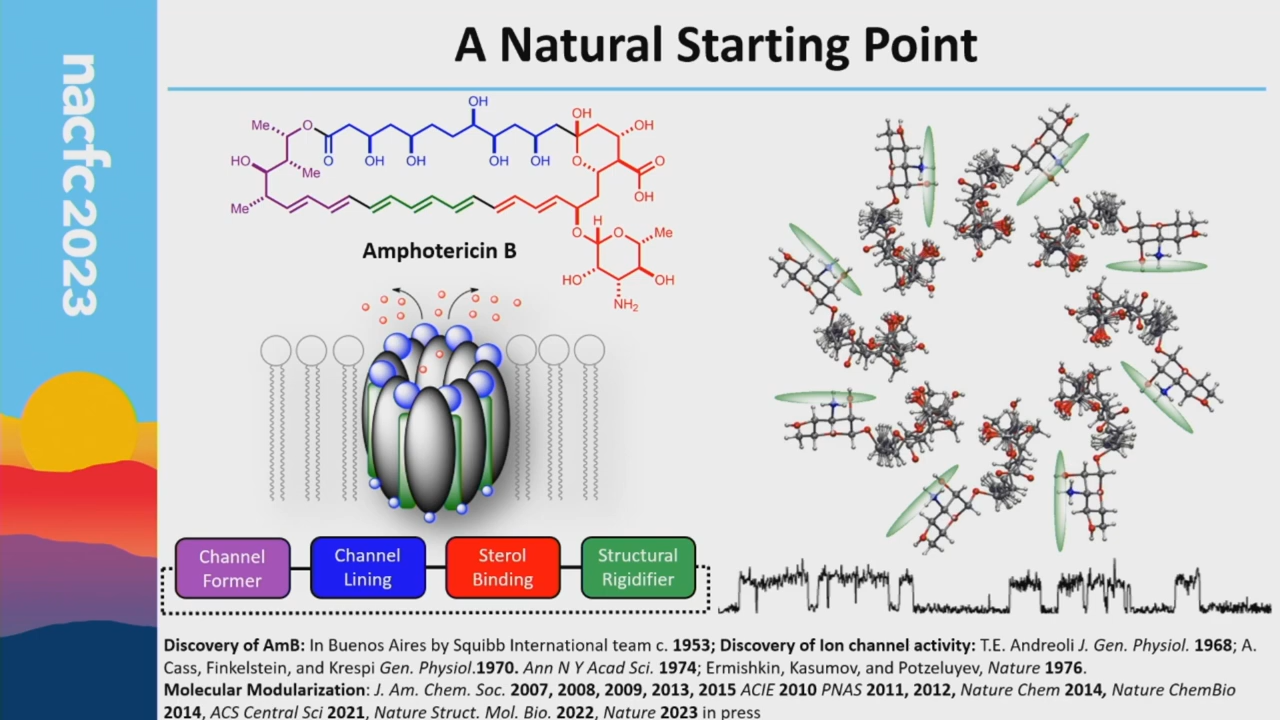 A Natural Starting Point
nacfc 2023
OH
Me
O
OH
OH
O
OH
OH
OH
OH
O
O
HO
Me
OH
Me
H
O
O
Me
Amphotericin B
HO
OH
NH2
Channel Former
Channel Lining
Sterol Binding
Structural Rigidifier
Discovery of AmB: In Buenos Aires by Squibb International team c. 1953; Discovery of Ion channel activity: T.E. Andreoli J. Gen. Physiol. 1968; A.
Cass, Finkelstein, and Krespi Gen. Physiol.1970. Ann N Y Acad Sci. 1974; Ermishkin, Kasumov, and Potzeluyev, Nature 1976.
Molecular Modularization: J. Am. Chem. Soc. 2007, 2008, 2009, 2013, 2015 ACIE 2010 PNAS 2011, 2012, Nature Chem 2014, Nature ChemBio
2014, ACS Central Sci 2021, Nature Struct. Mol. Bio. 2022, Nature 2023 in press